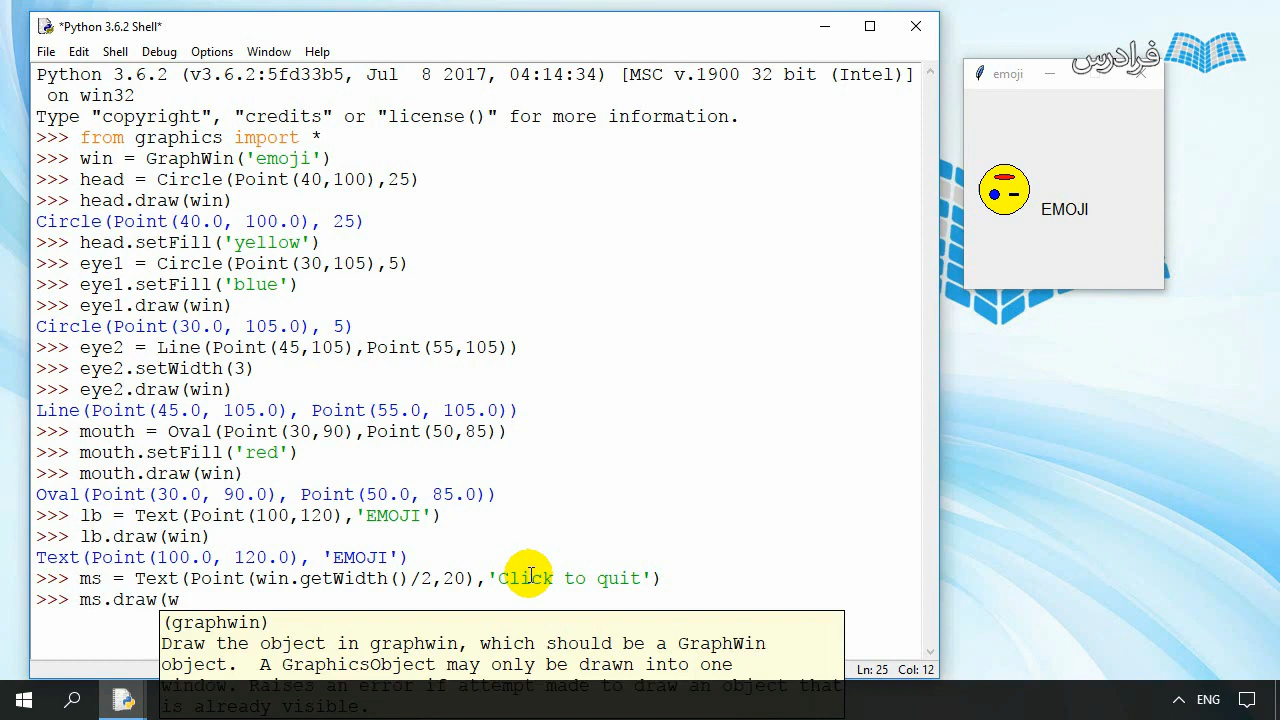 *Python 3.6.2 Shell*
File Edit Shell Debug Options Window Help
Python 3.6.2 (v3.6.2:5fd33b5, Jul  8 2017, 04:14:34) [MSC v.1900 32 bit (Intel)]
on win32
Type "copyright", "credits" or "license()" for more information.
>>> from graphics import *
>>> win = GraphWin('emoji')
>>> head = Circle(Point(40,100),25)
>>> head.draw(win)
Circle(Point(40.0, 100.0), 25)
>>> head.setFill('yellow')
>>> eye1 = Circle(Point(30,105),5)
>>> eye1.setFill('blue')
>>> eye1.draw(win)
Circle(Point(30.0, 105.0), 5)
>>> eye2 = Line(Point(45,105),Point(55,105))
>>> eye2.setWidth(3)
>>> eye2.draw(win)
Line(Point(45.0, 105.0), Point(55.0, 105.0))
>>> mouth = Oval(Point(30,90),Point(50,85))
>>> mouth.setFill('red')
>>> mouth.draw(win)
Oval(Point(30.0, 90.0), Point(50.0, 85.0))
>>> lb = Text(Point(100,120),'EMOJI')
>>> lb.draw(win)
Text(Point(100.0, 120.0), 'EMOJI')
>>> ms = Text(Point(win.getWidth()/2,20),'Click to quit')
>>> ms.draw(w
(graphwin)
Draw the object in graphwin, which should be a GraphWin
object.  A GraphicsObject may only be drawn into one
window. Raises an error if attempt made to draw an object that
is already visible.
Ln: 25 Col: 12
فرادرس
emoji
EMOJI
ENG